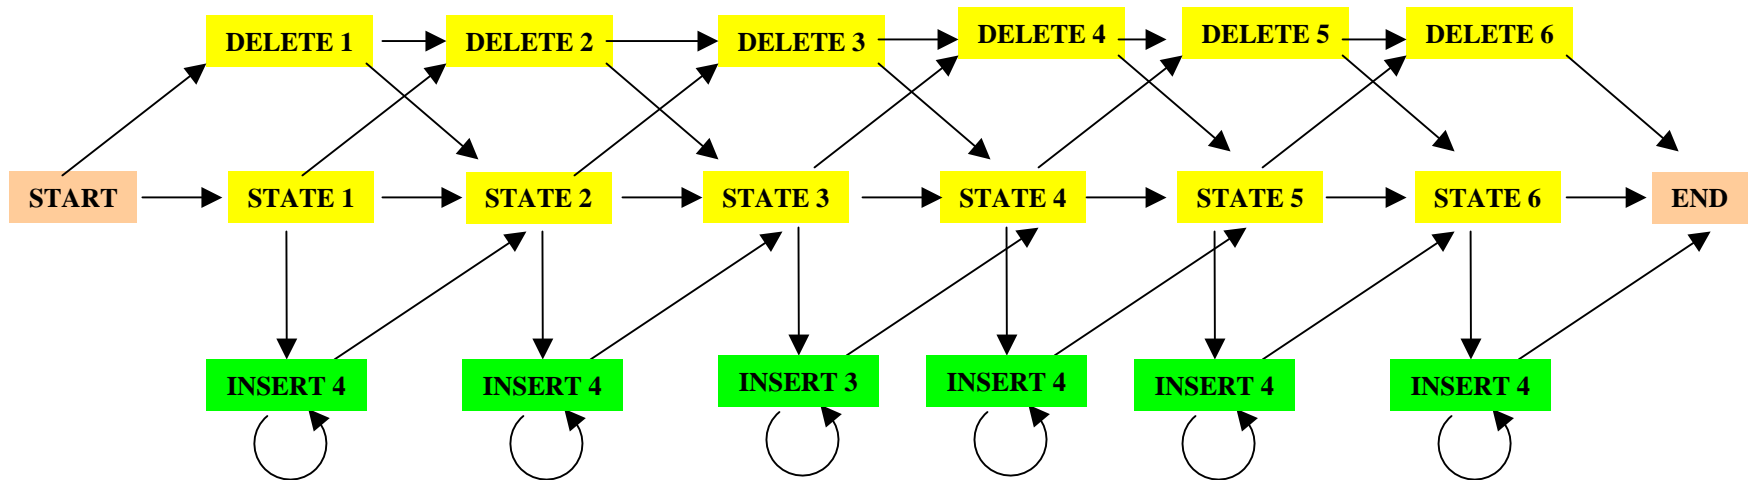 DELETE 1
DELETE 2
DELETE 3
DELETE 4
DELETE 5
DELETE 6
START
STATE 1
STATE 2
STATE 3
STATE 4
STATE 5
STATE 6
END
INSERT 4
INSERT 4
INSERT 3
INSERT 4
INSERT 4
INSERT 4